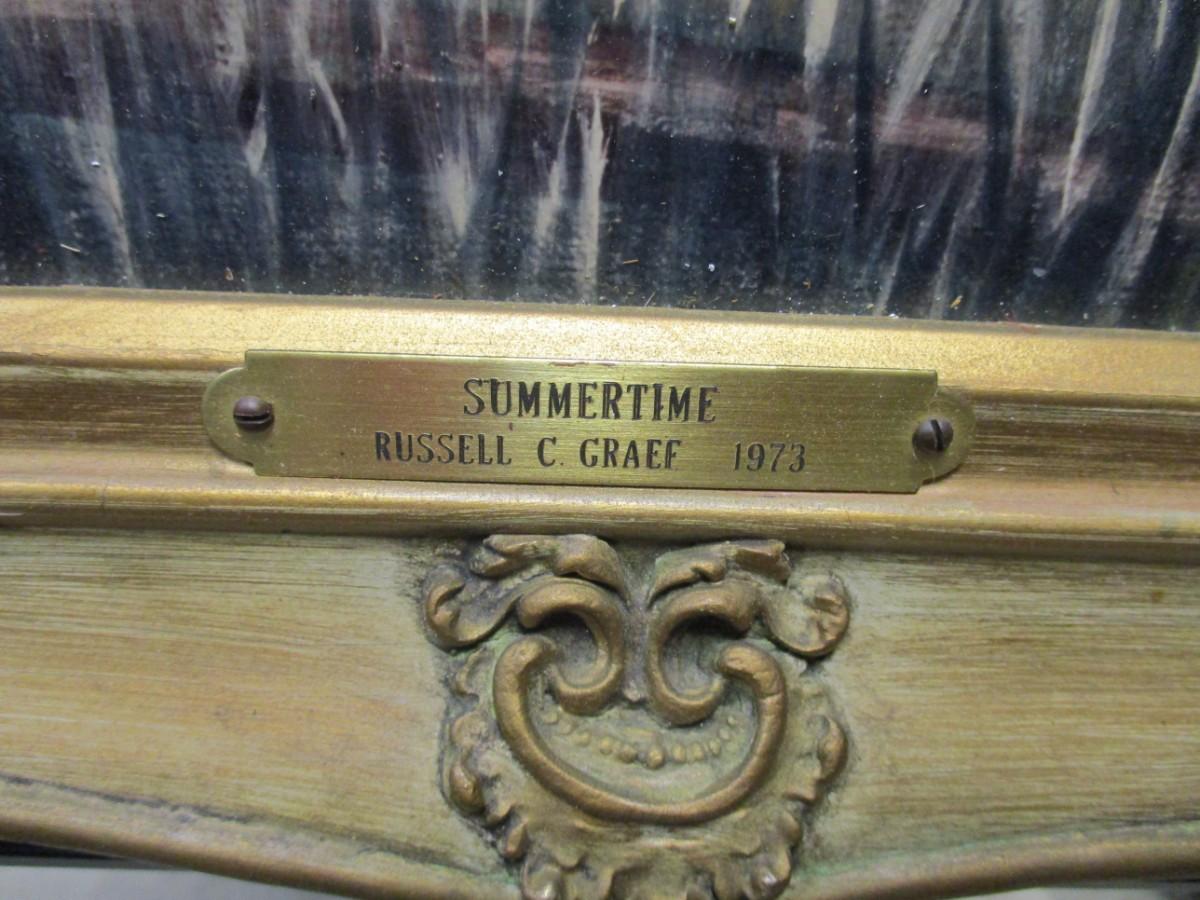 SUMMERTIME
RUSSELL C. GRAEF 1973